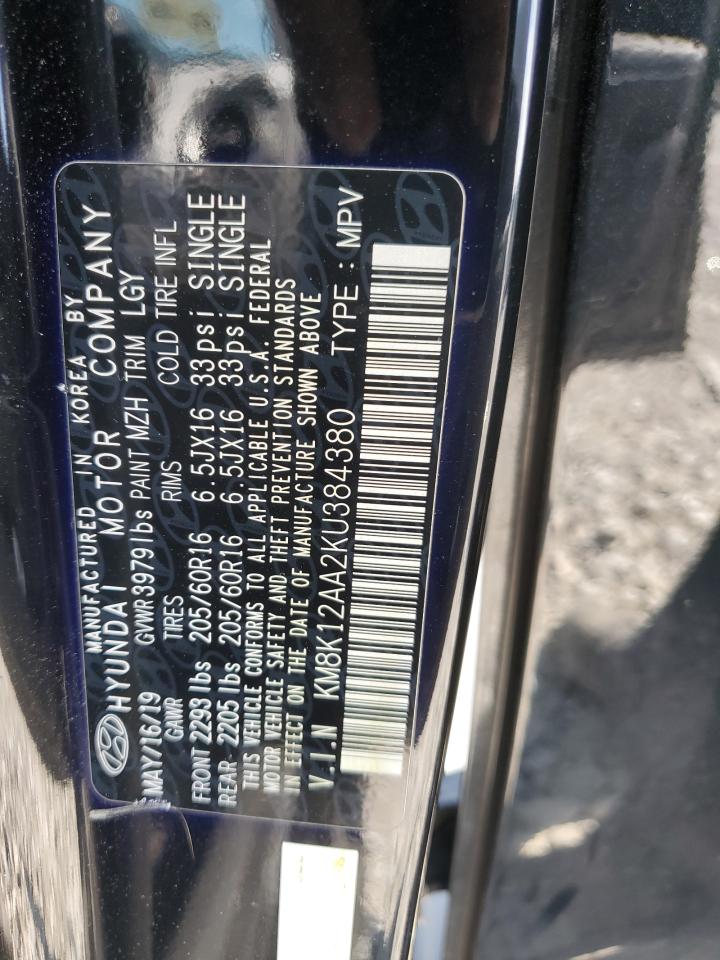 MANUFACTURED IN KOREA BY
HYUNDAI MOTOR COMPANY
MAY/16/19 GVWR3979lbs PAINT MZH TRIM LGY
GAWR TIRES RIMS COLD TIRE INFL
FRONT 2293 lbs 205/60R16 6.5JX16 33psi SINGLE
REAR 2205 lbs 205/60R16 6.5JX16 33psi SINGLE
THIS VEHICLE CONFORMS TO ALL APPLICABLE U.S.A. FEDERAL
MOTOR VEHICLE SAFETY AND THEFT PREVENTION STANDARDS
IN EFFECT ON THE DATE OF MANUFACTURE SHOWN ABOVE
V.I.N KM8K12AA2KU384380 TYPE : MPV